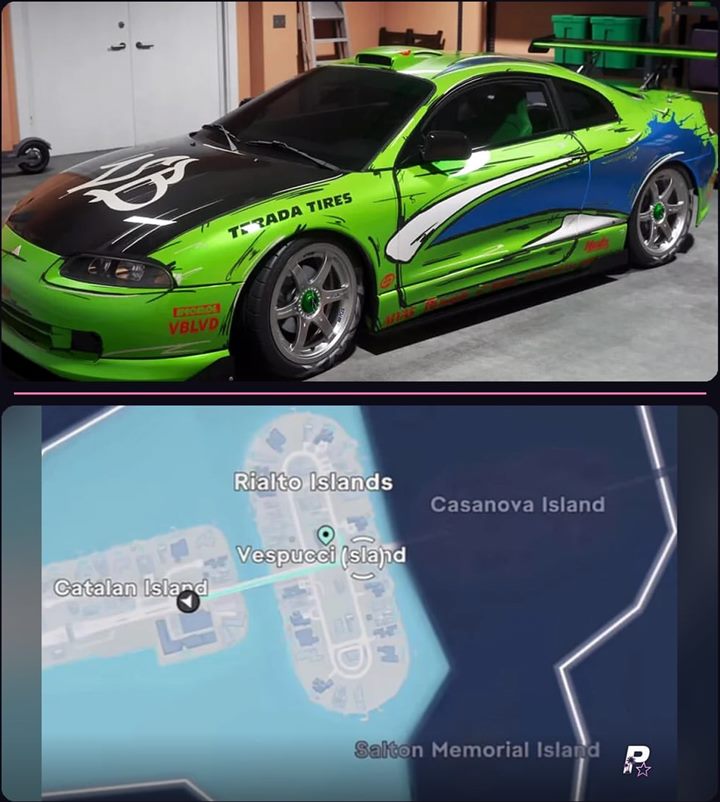 TERADA TIRES
VBLVD
Rialto Islands
Casanova Island
Vespucci Island
Catalan Island
Salton Memorial Island